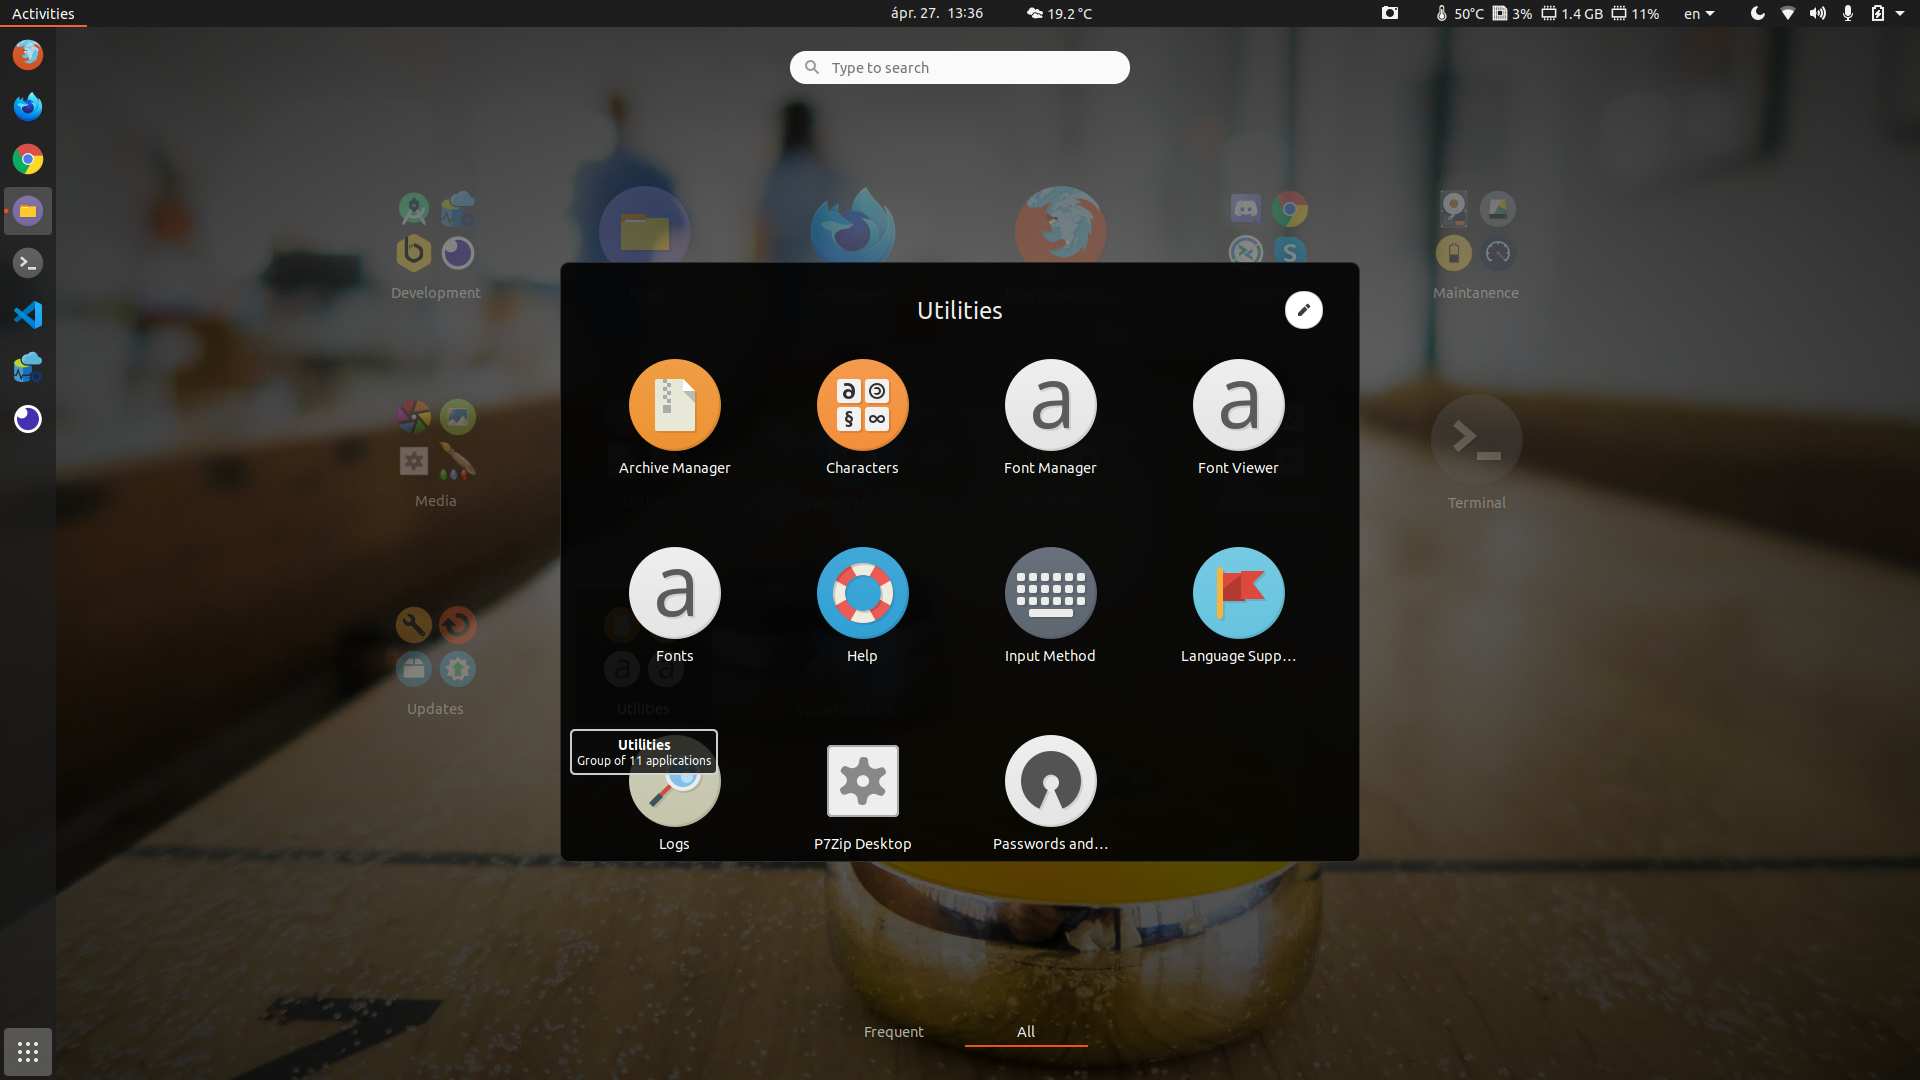 Activities
ápr. 27. 13:36
19.2 °C
50°C
3%
1.4 GB
11%
en
Type to search
Development
Maintanence
Utilities
Archive Manager
Characters
Font Manager
Font Viewer
Media
Terminal
Fonts
Help
Input Method
Language Supp…
Updates
Utilities
Utilities
Group of 11 applications
Logs
P7Zip Desktop
Passwords and…
Frequent
All